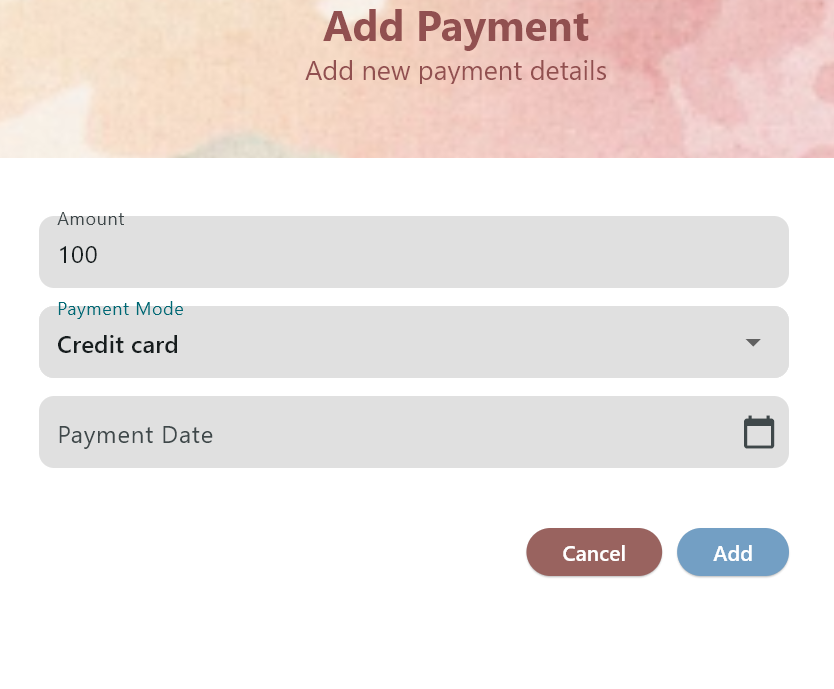 Add Payment
Add new payment details
Amount
100
Payment Mode
Credit card
Payment Date
Cancel
Add